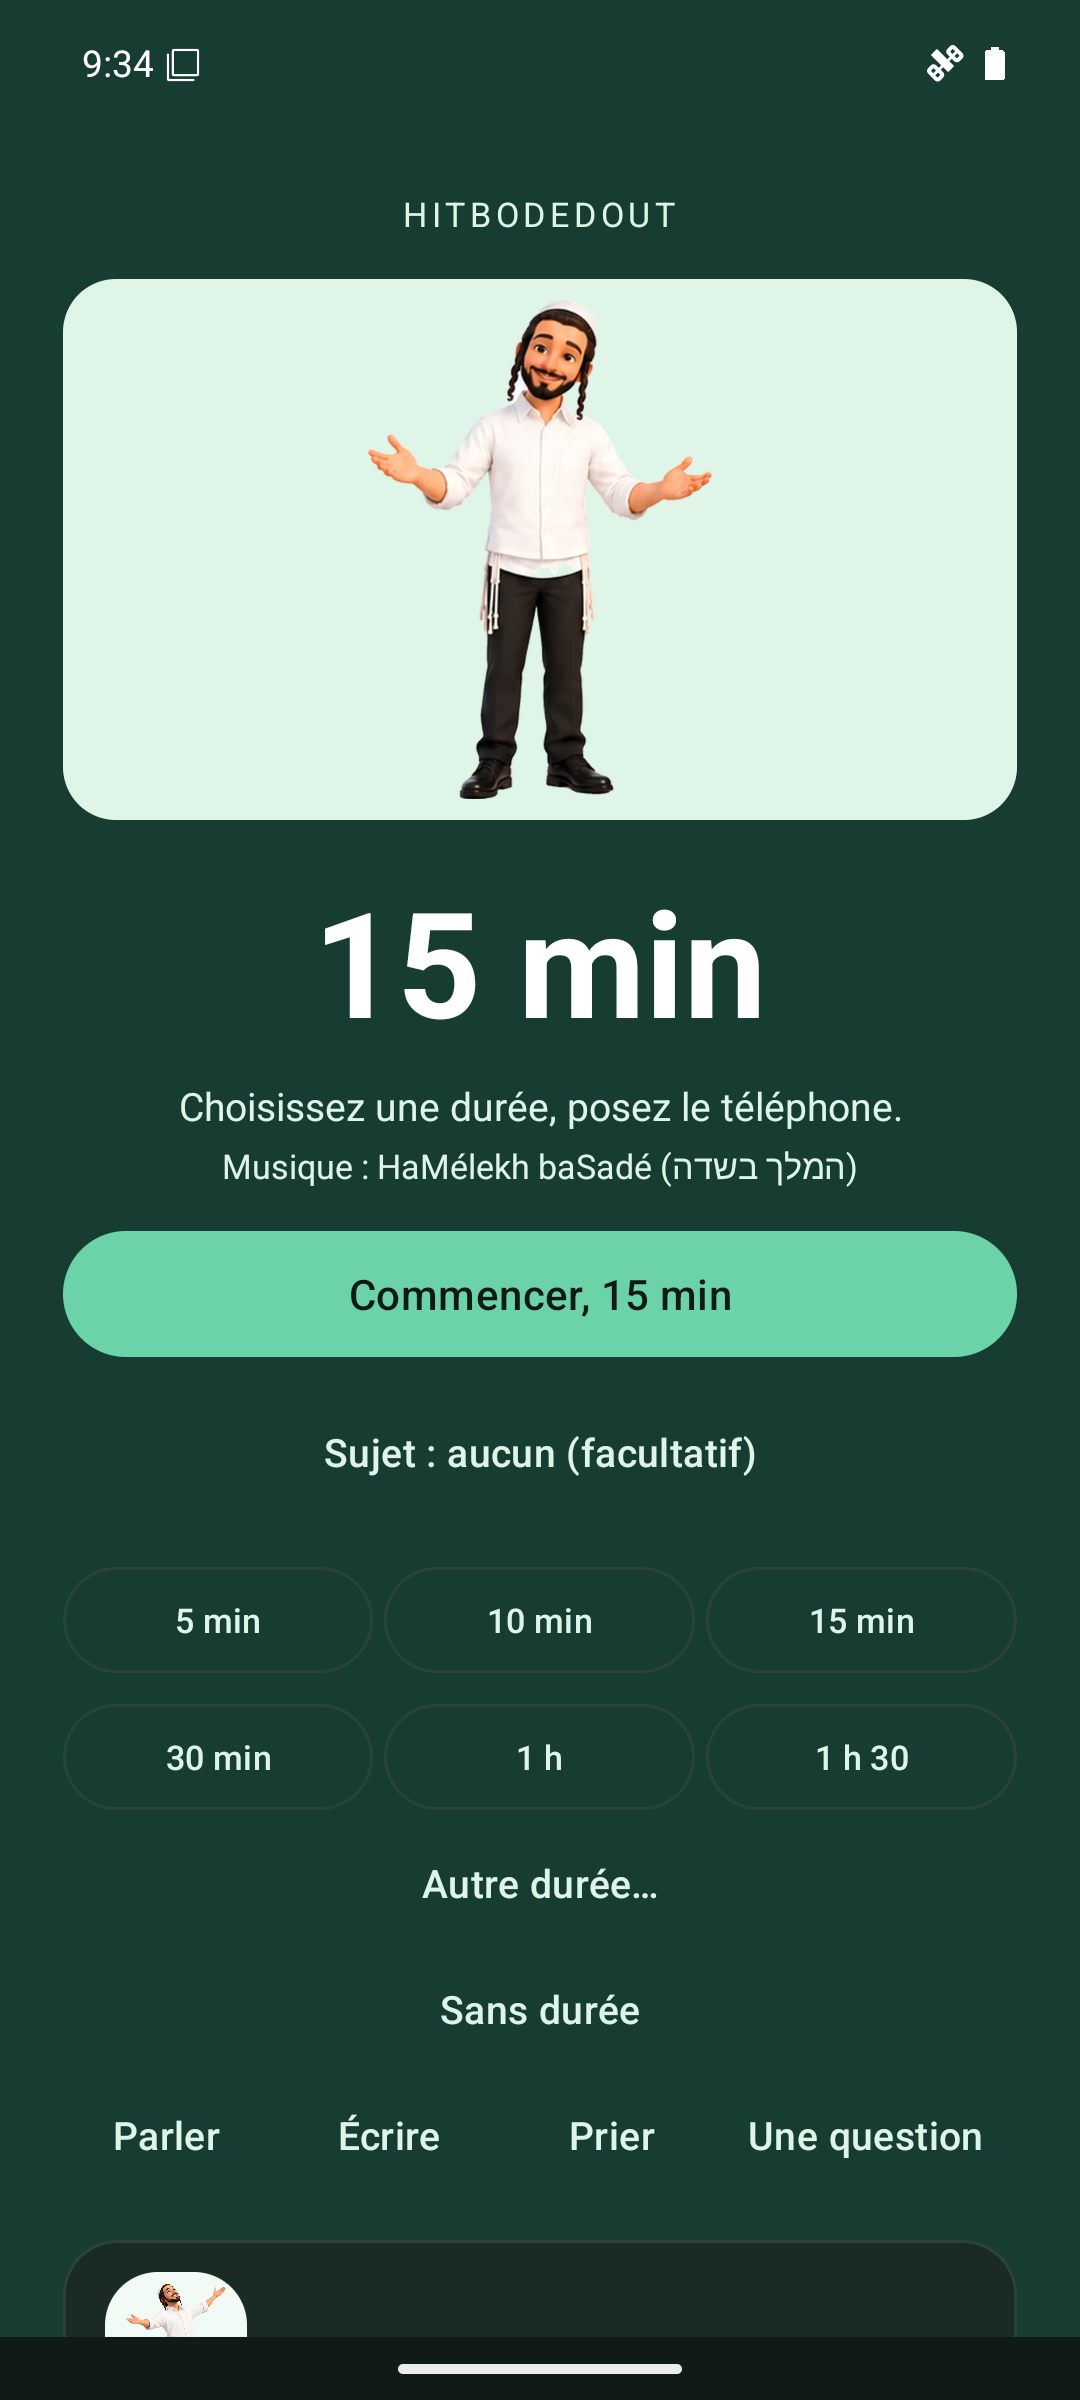 9:34
HITBODEDOUT
15 min
Choisissez une durée, posez le téléphone.
Musique : HaMélekh baSadé (המלך בשדה)
Commencer, 15 min
Sujet : aucun (facultatif)
5 min 10 min 15 min
30 min 1 h 1 h 30
Autre durée…
Sans durée
Parler Écrire Prier Une question